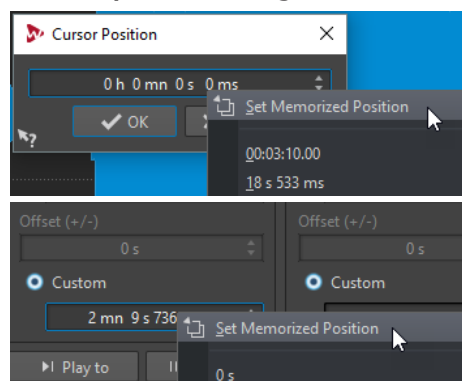 Cursor Position
0 h 0 mn 0 s 0 ms
Set Memorized Position
OK
00:03:10.00
18 s 533 ms
Offset (+/-)
Offset (+/-)
0 s
0 s
Custom
Custom
2 mn 9 s 736
Set Memorized Position
Play to
0 s